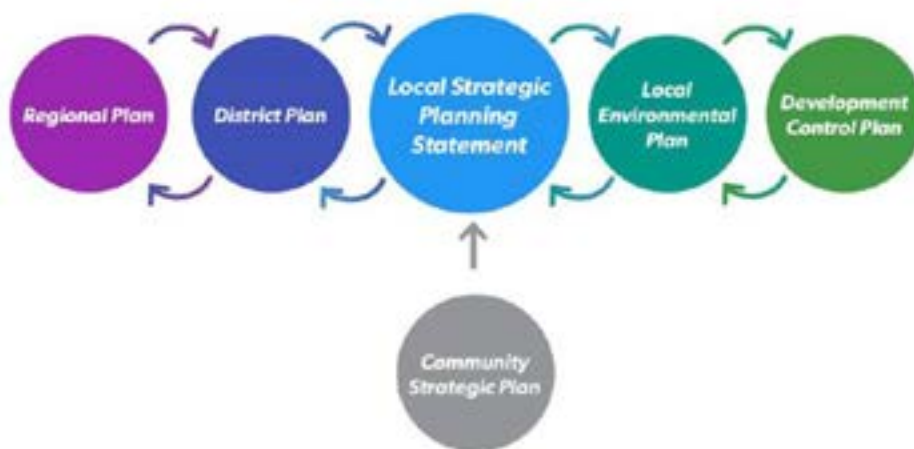 Regional Plan
District Plan
Local Strategic
Planning
Statement
Local
Environmental
Plan
Development
Control Plan
Community
Strategic Plan